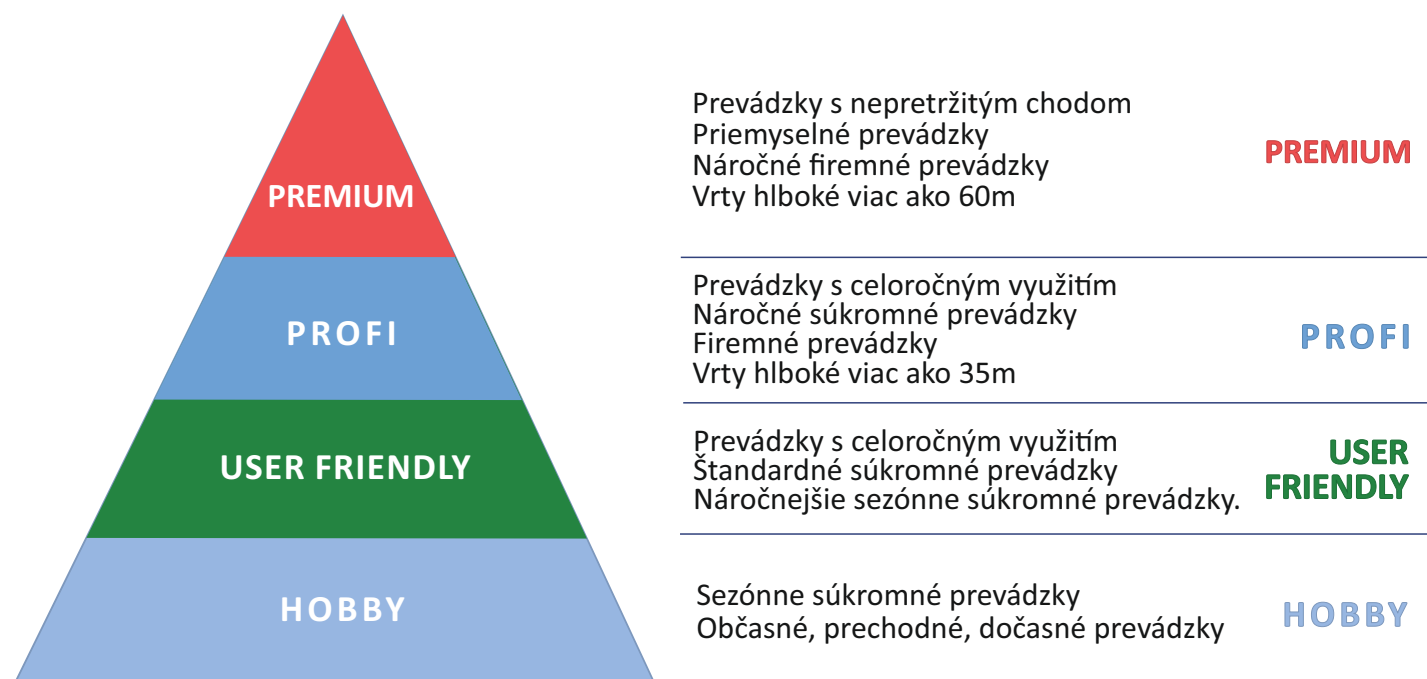 PREMIUM
Prevádzky s nepretržitým chodom
Priemyselné prevádzky
Náročné firemné prevádzky
Vrty hlboké viac ako 60m
PREMIUM
PROFI
Prevádzky s celoročným využitím
Náročné súkromné prevádzky
Firemné prevádzky
Vrty hlboké viac ako 35m
PROFI
USER FRIENDLY
Prevádzky s celoročným využitím
Štandardné súkromné prevádzky
Náročnejšie sezónne súkromné prevádzky.
USER
FRIENDLY
HOBBY
Sezónne súkromné prevádzky
Občasné, prechodné, dočasné prevádzky
HOBBY